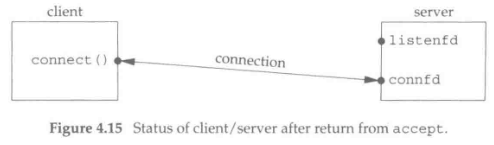 client
server
listenfd
connect()
connection
connfd
Figure 4.15 Status of client/server after return from accept.